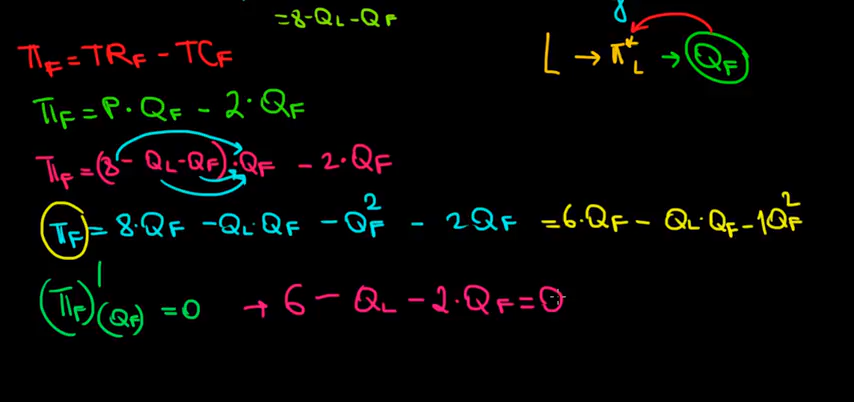 = 8-QL-QF
8
πF = TRF - TCF
L → π*L → QF
πF = P·QF - 2·QF
πF = (8 - QL-QF)·QF - 2·QF
πF = 8·QF - QL·QF - QF² - 2QF = 6·QF - QL·QF - 1QF²
(πF)'(QF) = 0 → 6 - QL - 2·QF = 0